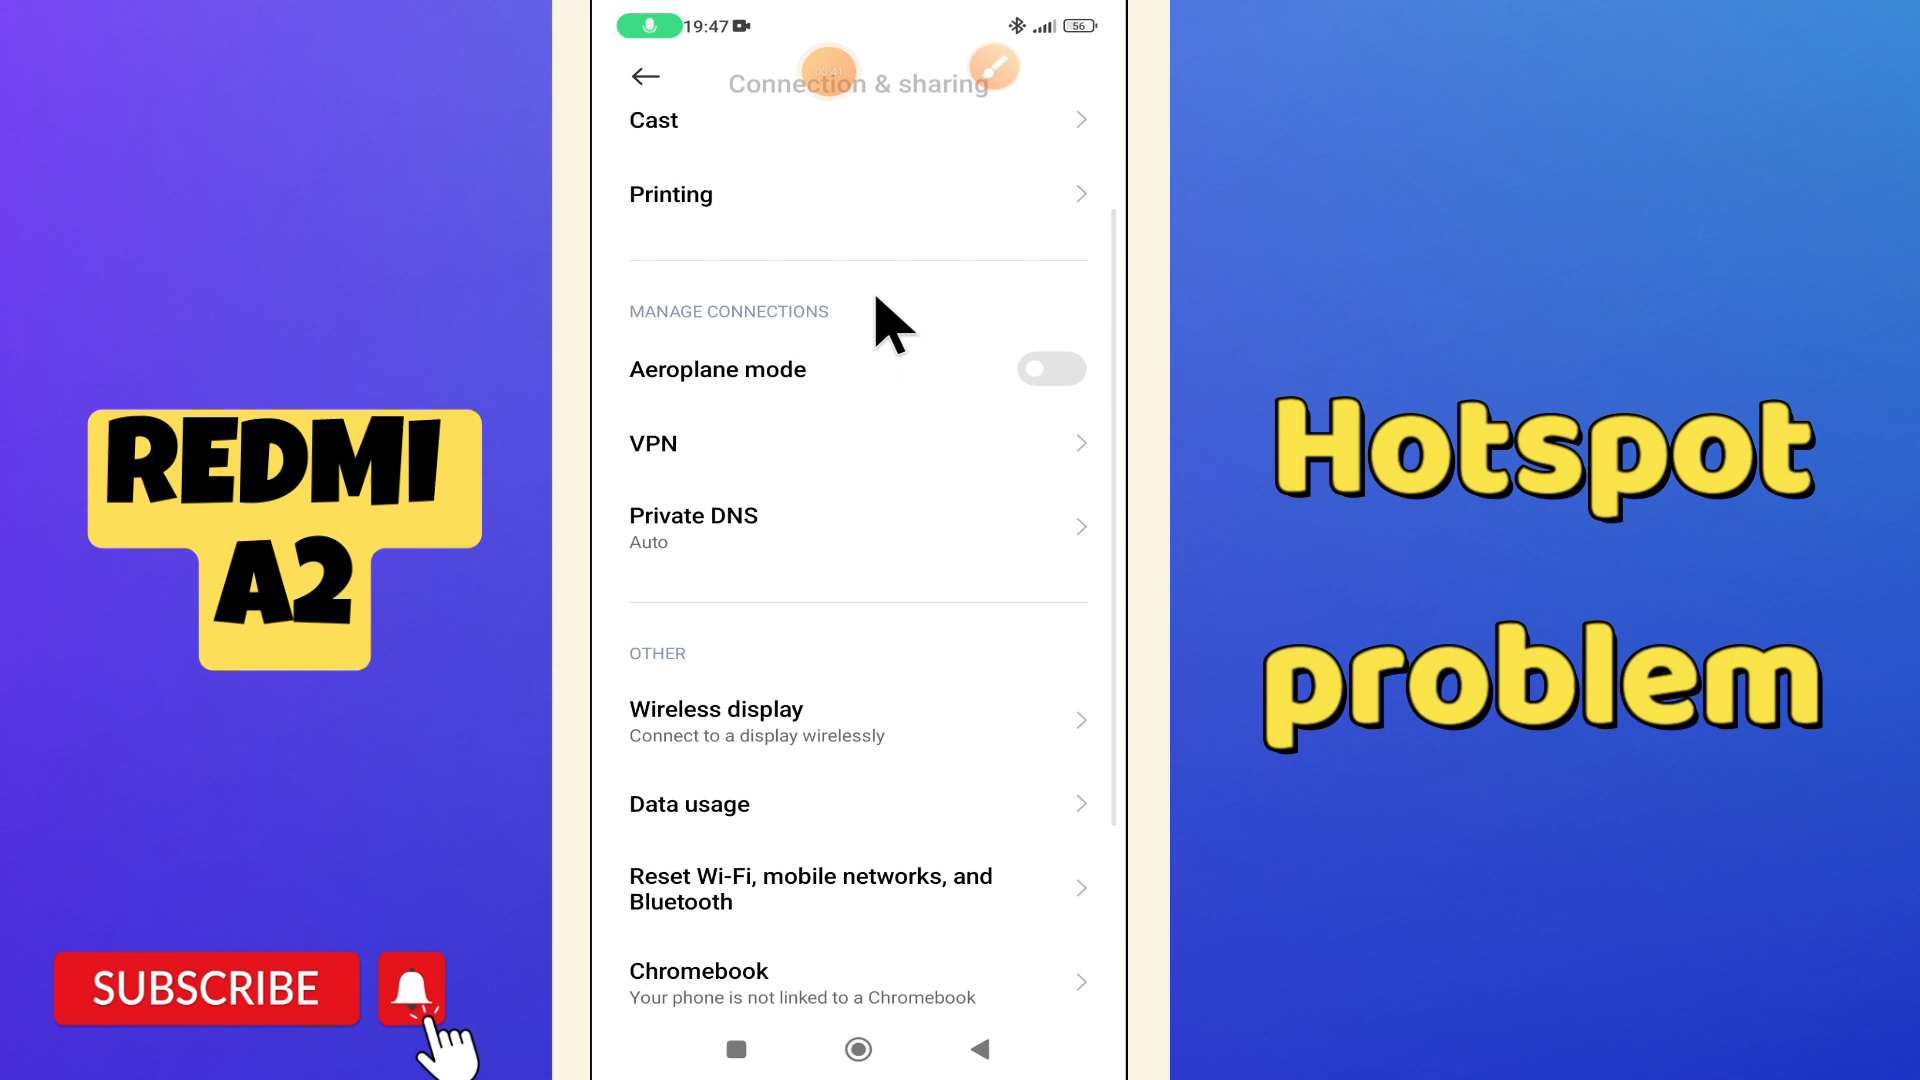 19:47
56
00:41
Connection & sharing
Cast
Printing
MANAGE CONNECTIONS
Aeroplane mode
VPN
Private DNS
Auto
OTHER
Wireless display
Connect to a display wirelessly
Data usage
Reset Wi-Fi, mobile networks, and
Bluetooth
Chromebook
Your phone is not linked to a Chromebook
REDMI
A2
SUBSCRIBE
Hotspot
problem